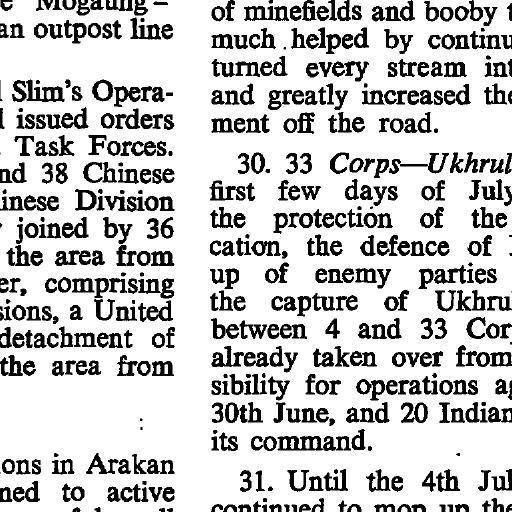 Mogaung-
an outpost line
Slim's Opera-
issued orders
Task Forces.
nd 38 Chinese
inese Division
joined by 36
the area from
er, comprising
sions, a United
detachment of
the area from
ions in Arakan
ned to active
of minefields and booby
much helped by continu
turned every stream int
and greatly increased the
ment off the road.
30. 33 Corps—Ukhrul
first few days of July
the protection of the
cation, the defence of
up of enemy parties
the capture of Ukhru
between 4 and 33 Cor
already taken over from
sibility for operations ag
30th June, and 20 Indian
its command.
31. Until the 4th Jul
continued to mop up the